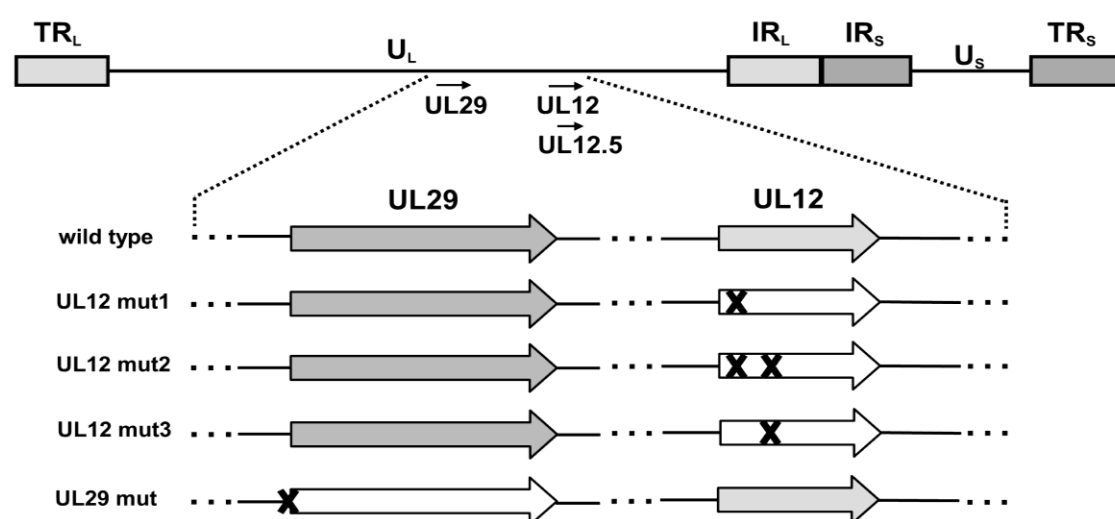 TRL UL IRL IRS US TRS
UL29 UL12
UL12.5
UL29 UL12
wild type
UL12 mut1
X
UL12 mut2
X X
UL12 mut3
X
UL29 mut
X